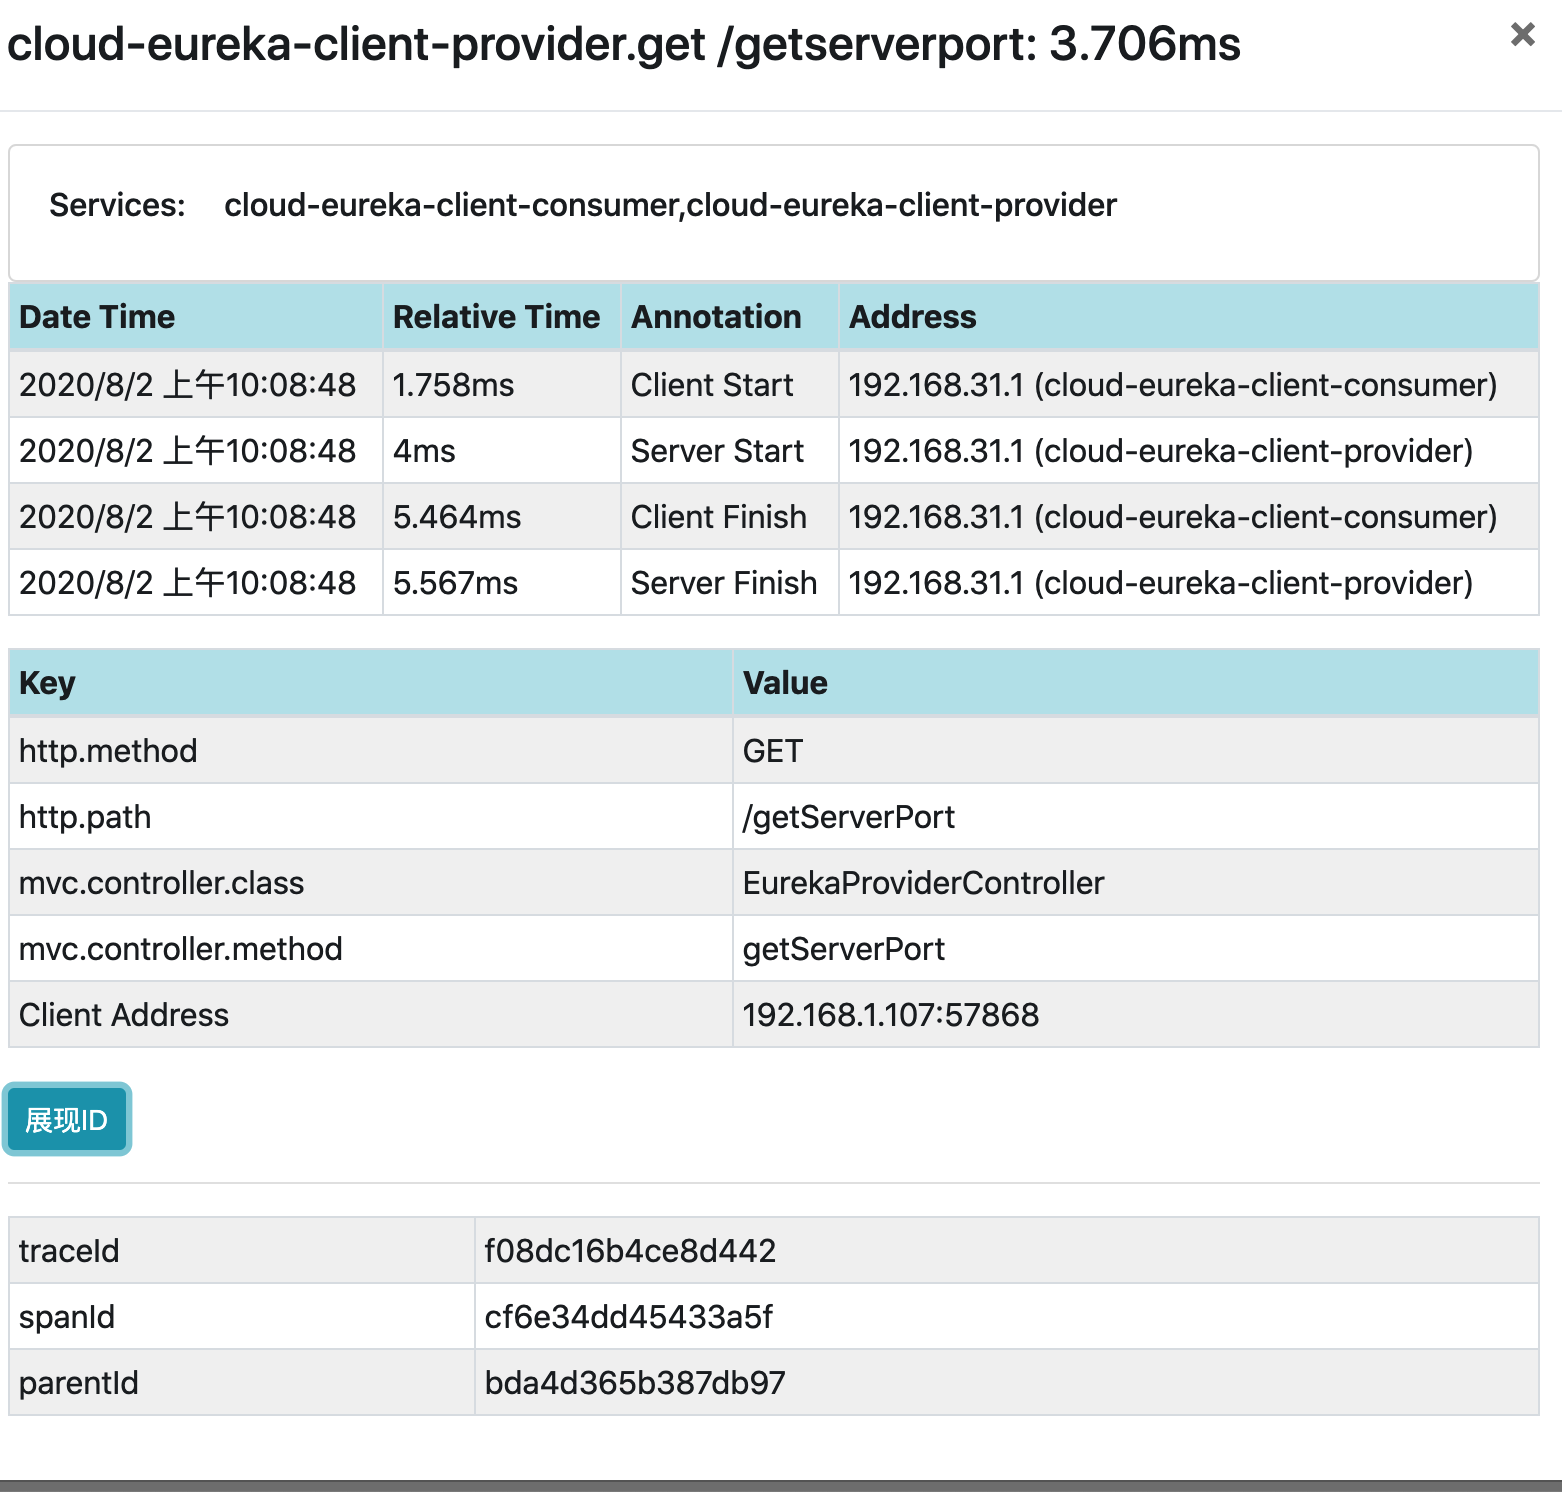 cloud-eureka-client-provider.get /getserverport: 3.706ms ×
Services: cloud-eureka-client-consumer,cloud-eureka-client-provider
Date Time Relative Time Annotation Address
2020/8/2 上午10:08:48 1.758ms Client Start 192.168.31.1 (cloud-eureka-client-consumer)
2020/8/2 上午10:08:48 4ms Server Start 192.168.31.1 (cloud-eureka-client-provider)
2020/8/2 上午10:08:48 5.464ms Client Finish 192.168.31.1 (cloud-eureka-client-consumer)
2020/8/2 上午10:08:48 5.567ms Server Finish 192.168.31.1 (cloud-eureka-client-provider)
Key Value
http.method GET
http.path /getServerPort
mvc.controller.class EurekaProviderController
mvc.controller.method getServerPort
Client Address 192.168.1.107:57868
展现ID
traceId f08dc16b4ce8d442
spanId cf6e34dd45433a5f
parentId bda4d365b387db97